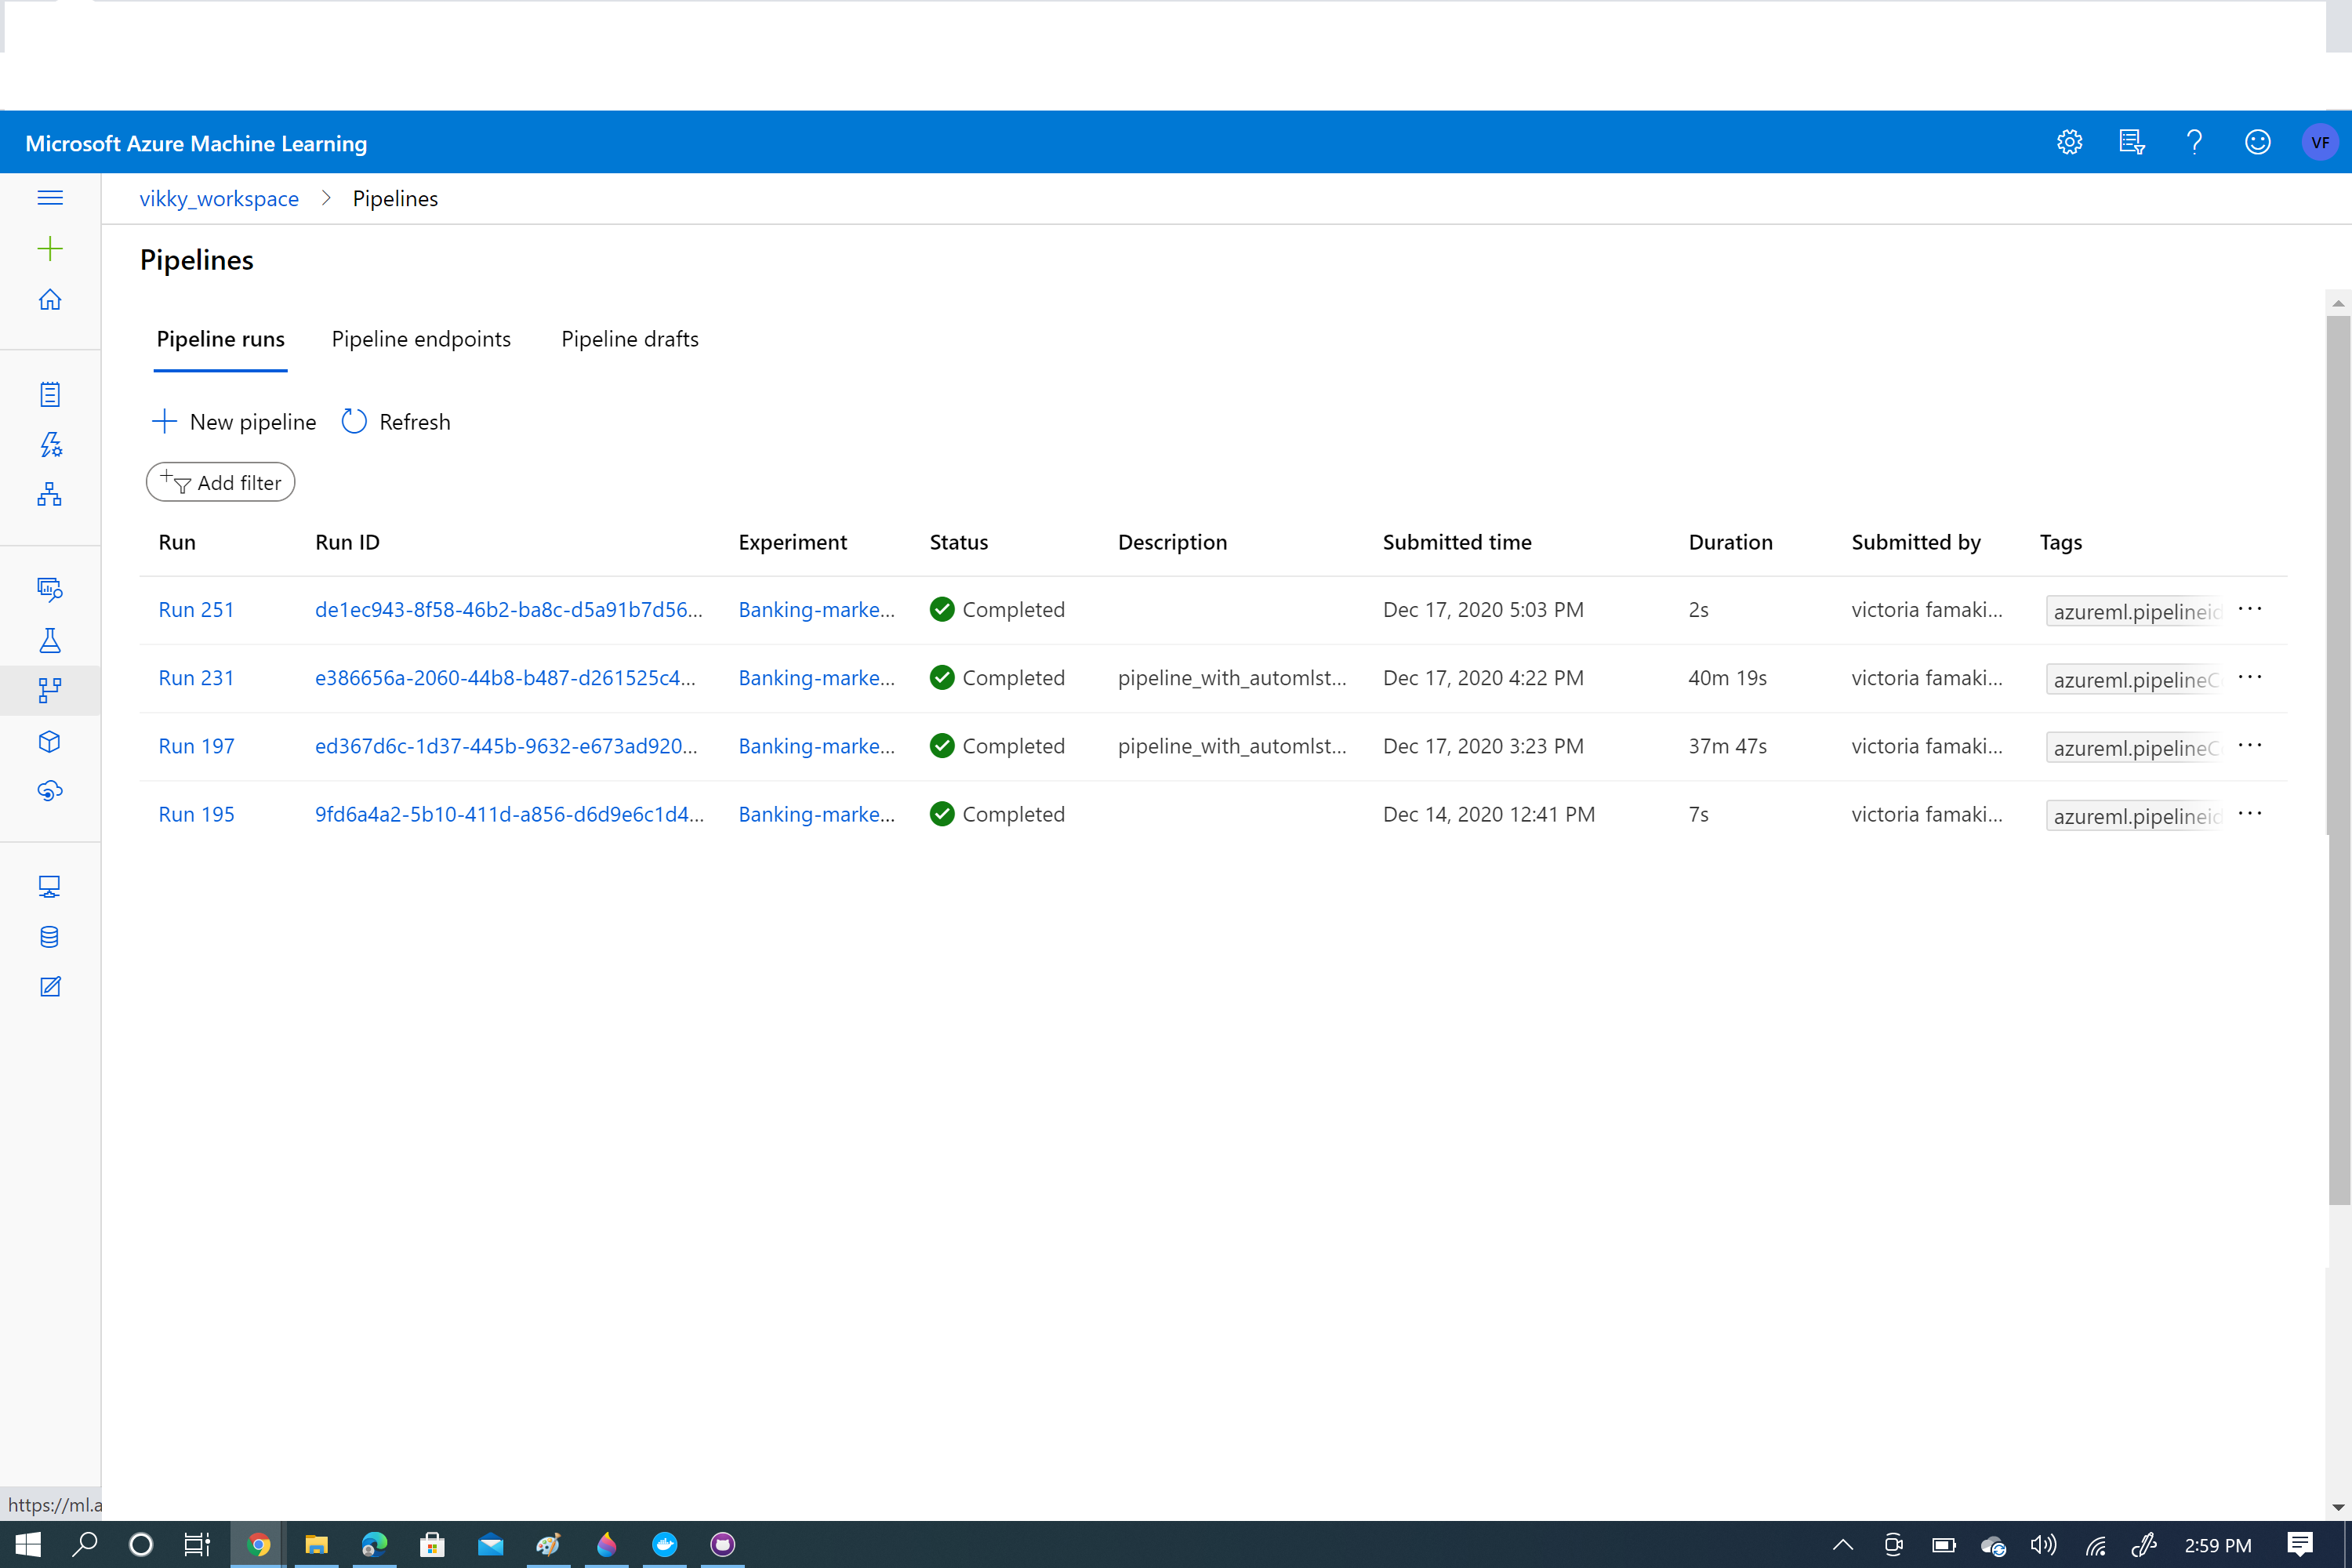 Microsoft Azure Machine Learning
VF
vikky_workspace > Pipelines
Pipelines
Pipeline runs Pipeline endpoints Pipeline drafts
New pipeline Refresh
Add filter
Run Run ID Experiment Status Description Submitted time Duration Submitted by Tags
Run 251 de1ec943-8f58-46b2-ba8c-d5a91b7d56... Banking-marke... Completed Dec 17, 2020 5:03 PM 2s victoria famaki... azureml.pipelineid ...
Run 231 e386656a-2060-44b8-b487-d261525c4... Banking-marke... Completed pipeline_with_automlst... Dec 17, 2020 4:22 PM 40m 19s victoria famaki... azureml.pipelineC ...
Run 197 ed367d6c-1d37-445b-9632-e673ad920... Banking-marke... Completed pipeline_with_automlst... Dec 17, 2020 3:23 PM 37m 47s victoria famaki... azureml.pipelineC ...
Run 195 9fd6a4a2-5b10-411d-a856-d6d9e6c1d4... Banking-marke... Completed Dec 14, 2020 12:41 PM 7s victoria famaki... azureml.pipelineid ...
https://ml.a
2:59 PM